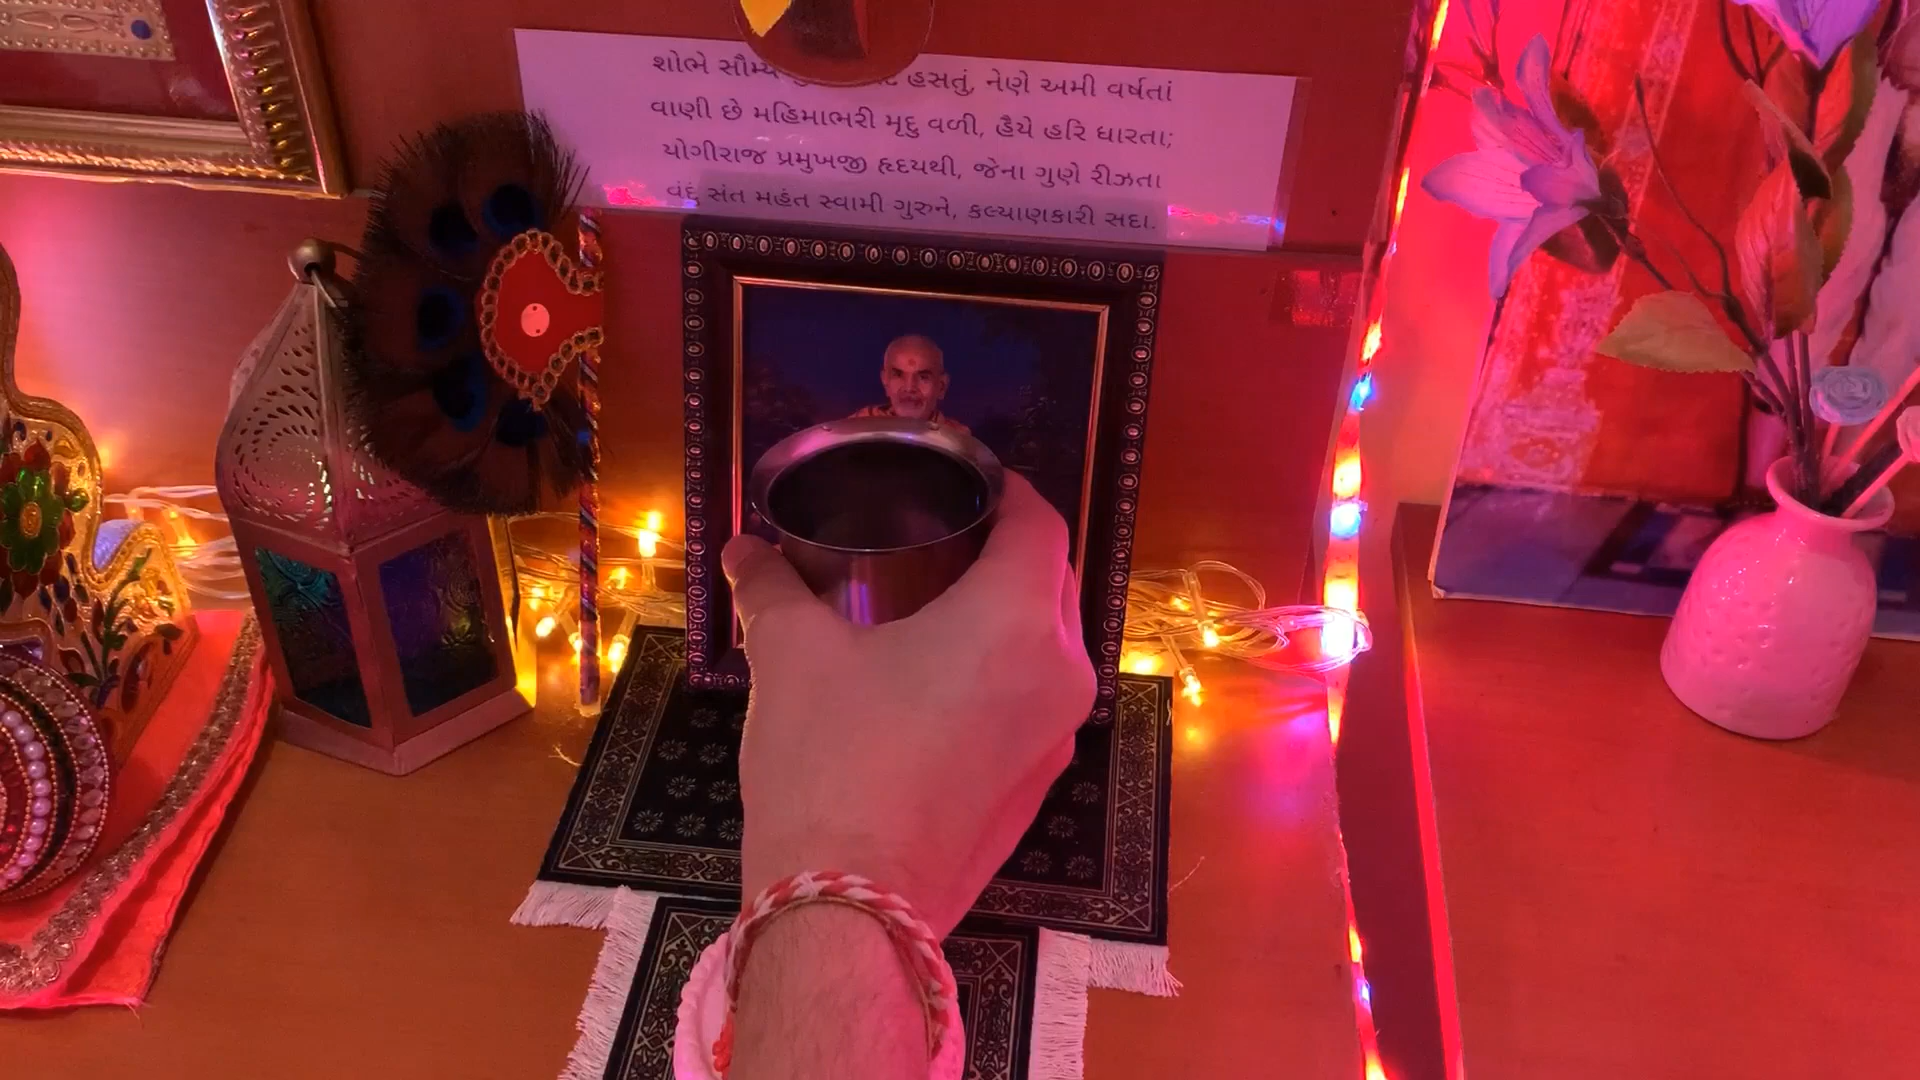 શોભે સૌમ્ય હસતું, નેણે અમી વર્ષતાં
વાણી છે મહિમાભરી મૃદુ વળી, હૈયે હરિ ધારતા;
યોગીરાજ પ્રમુખજી હૃદયથી, જેના ગુણે રીઝતા
વંદું સંત મહંત સ્વામી ગુરુને, કલ્યાણકારી સદા.